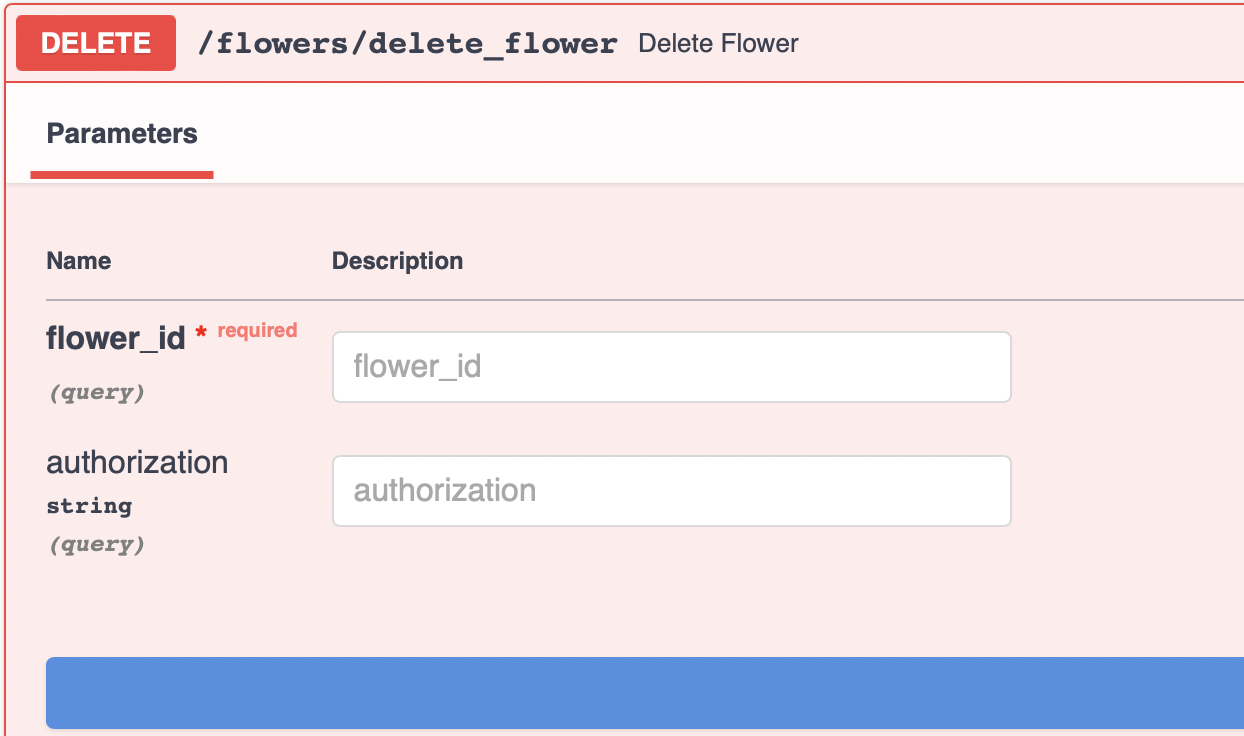 DELETE /flowers/delete_flower Delete Flower
Parameters
Name Description
flower_id * required
flower_id
(query)
authorization
authorization
string
(query)